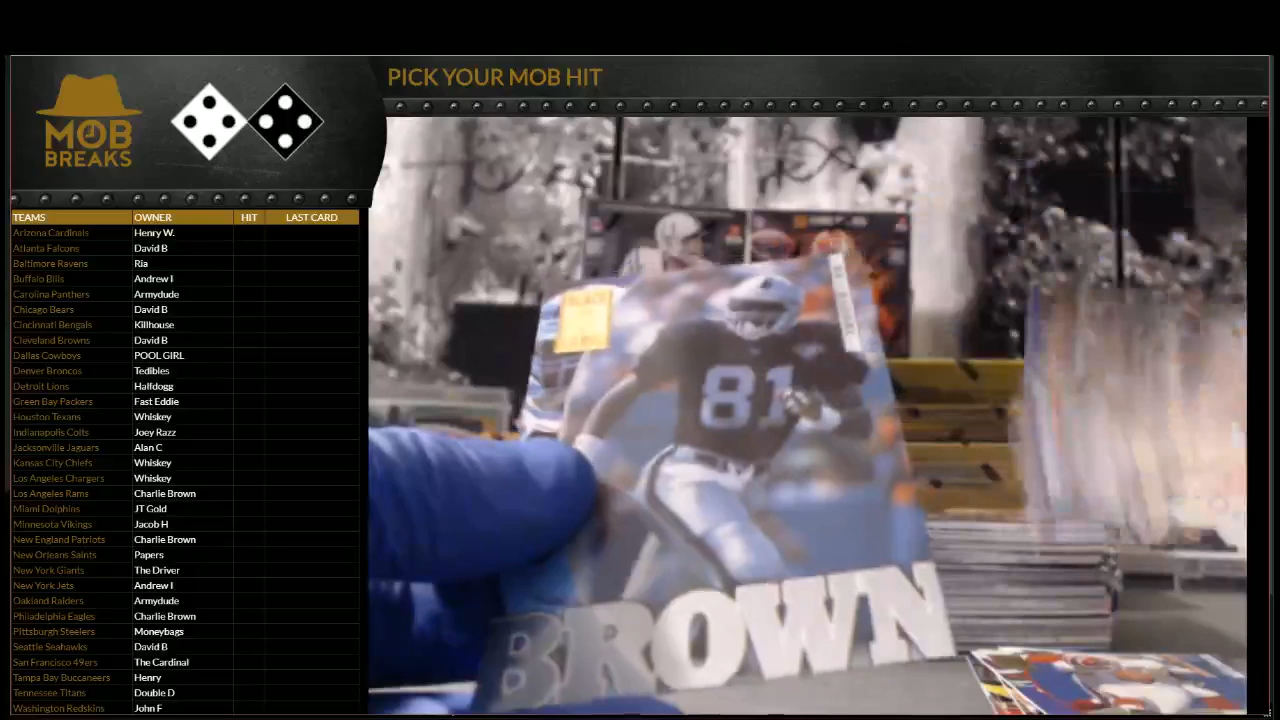 PICK YOUR MOB HIT
MOB
BREAKS
TEAMS OWNER HIT LAST CARD
Arizona Cardinals Henry W.
Atlanta Falcons David B
Baltimore Ravens Ria
Buffalo Bills Andrew I
Carolina Panthers Armydude
Chicago Bears David B
Cincinnati Bengals Killhouse
Cleveland Browns David B
Dallas Cowboys POOL GIRL
Denver Broncos Tedibles
Detroit Lions Halfdogg
Green Bay Packers Fast Eddie
Houston Texans Whiskey
Indianapolis Colts Joey Razz
Jacksonville Jaguars Alan C
Kansas City Chiefs Whiskey
Los Angeles Chargers Whiskey
Los Angeles Rams Charlie Brown
Miami Dolphins JT Gold
Minnesota Vikings Jacob H
New England Patriots Charlie Brown
New Orleans Saints Papers
New York Giants The Driver
New York Jets Andrew I
Oakland Raiders Armydude
Philadelphia Eagles Charlie Brown
Pittsburgh Steelers Moneybags
Seattle Seahawks David B
San Francisco 49ers The Cardinal
Tampa Bay Buccaneers Henry
Tennessee Titans Double D
Washington Redskins John F
81
BROWN